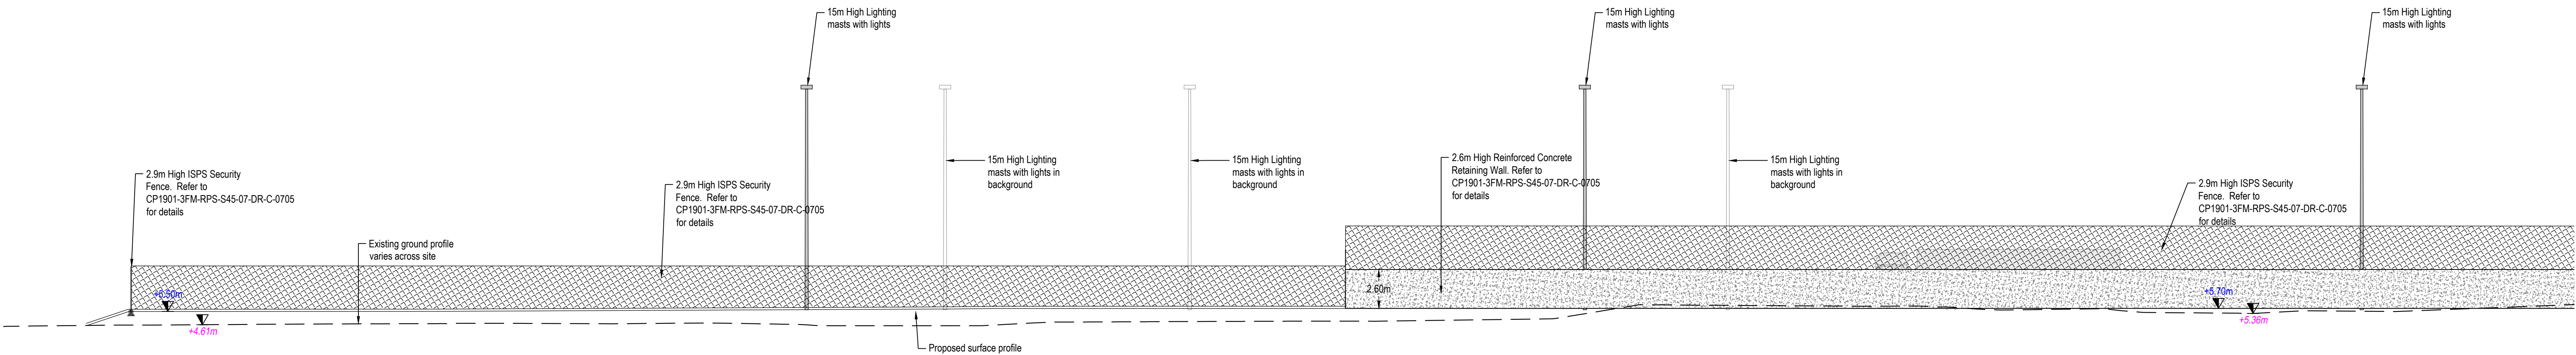 15m High Lighting
masts with lights
15m High Lighting
masts with lights
15m High Lighting
masts with lights
2.9m High ISPS Security
Fence. Refer to
CP1901-3FM-RPS-S45-07-DR-C-0705
for details
2.9m High ISPS Security
Fence. Refer to
CP1901-3FM-RPS-S45-07-DR-C-0705
for details
15m High Lighting
masts with lights in
background
15m High Lighting
masts with lights in
background
2.6m High Reinforced Concrete
Retaining Wall. Refer to
CP1901-3FM-RPS-S45-07-DR-C-0705
for details
15m High Lighting
masts with lights in
background
2.9m High ISPS Security
Fence. Refer to
CP1901-3FM-RPS-S45-07-DR-C-0705
for details
Existing ground profile
varies across site
2.60m
+5.50m
+5.70m
+4.61m
+5.36m
Proposed surface profile